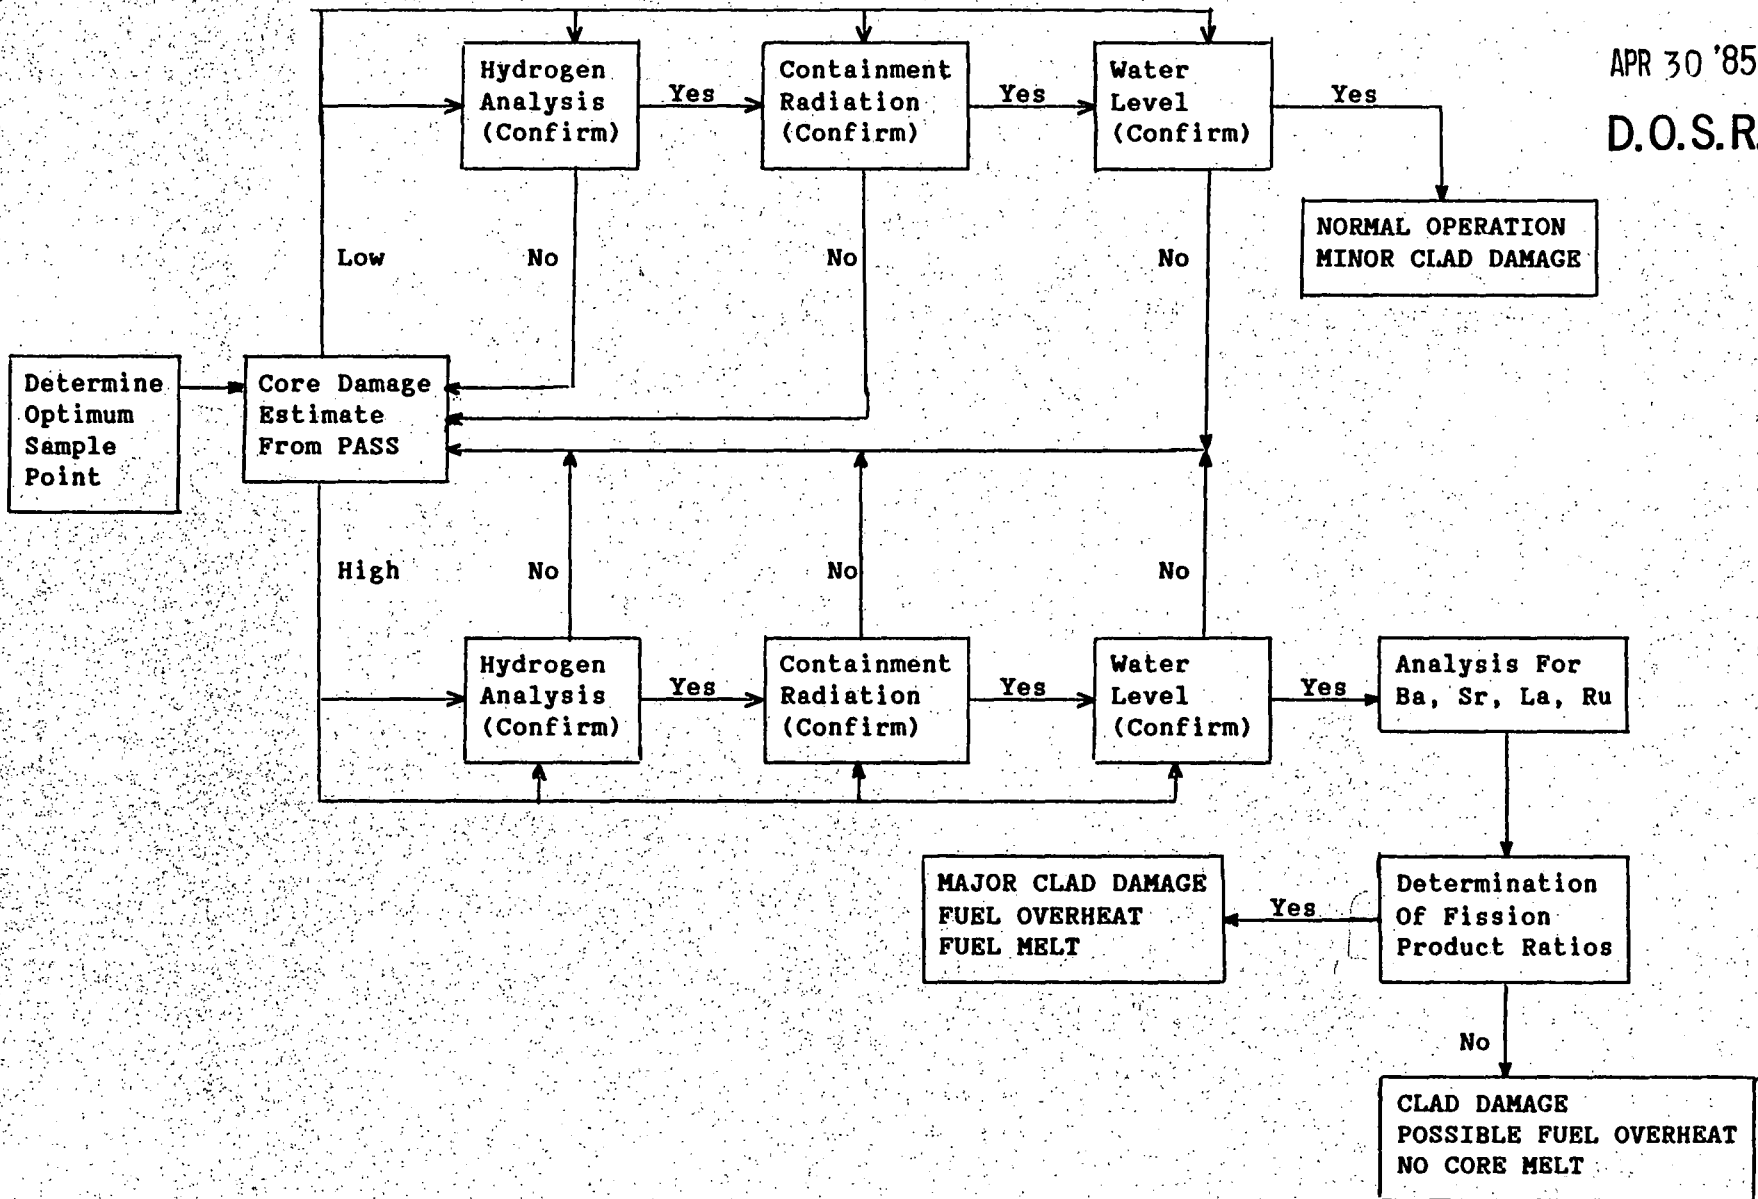 APR 30 '85
D.O.S.R.
Hydrogen
Analysis
(Confirm)
Yes
Containment
Radiation
(Confirm)
Yes
Water
Level
(Confirm)
Yes
NORMAL OPERATION
MINOR CLAD DAMAGE
Low
No
No
No
Determine
Optimum
Sample
Point
Core Damage
Estimate
From PASS
High
No
No
No
Hydrogen
Analysis
(Confirm)
Yes
Containment
Radiation
(Confirm)
Yes
Water
Level
(Confirm)
Yes
Analysis For
Ba, Sr, La, Ru
MAJOR CLAD DAMAGE
FUEL OVERHEAT
FUEL MELT
Yes
Determination
Of Fission
Product Ratios
No
CLAD DAMAGE
POSSIBLE FUEL OVERHEAT
NO CORE MELT